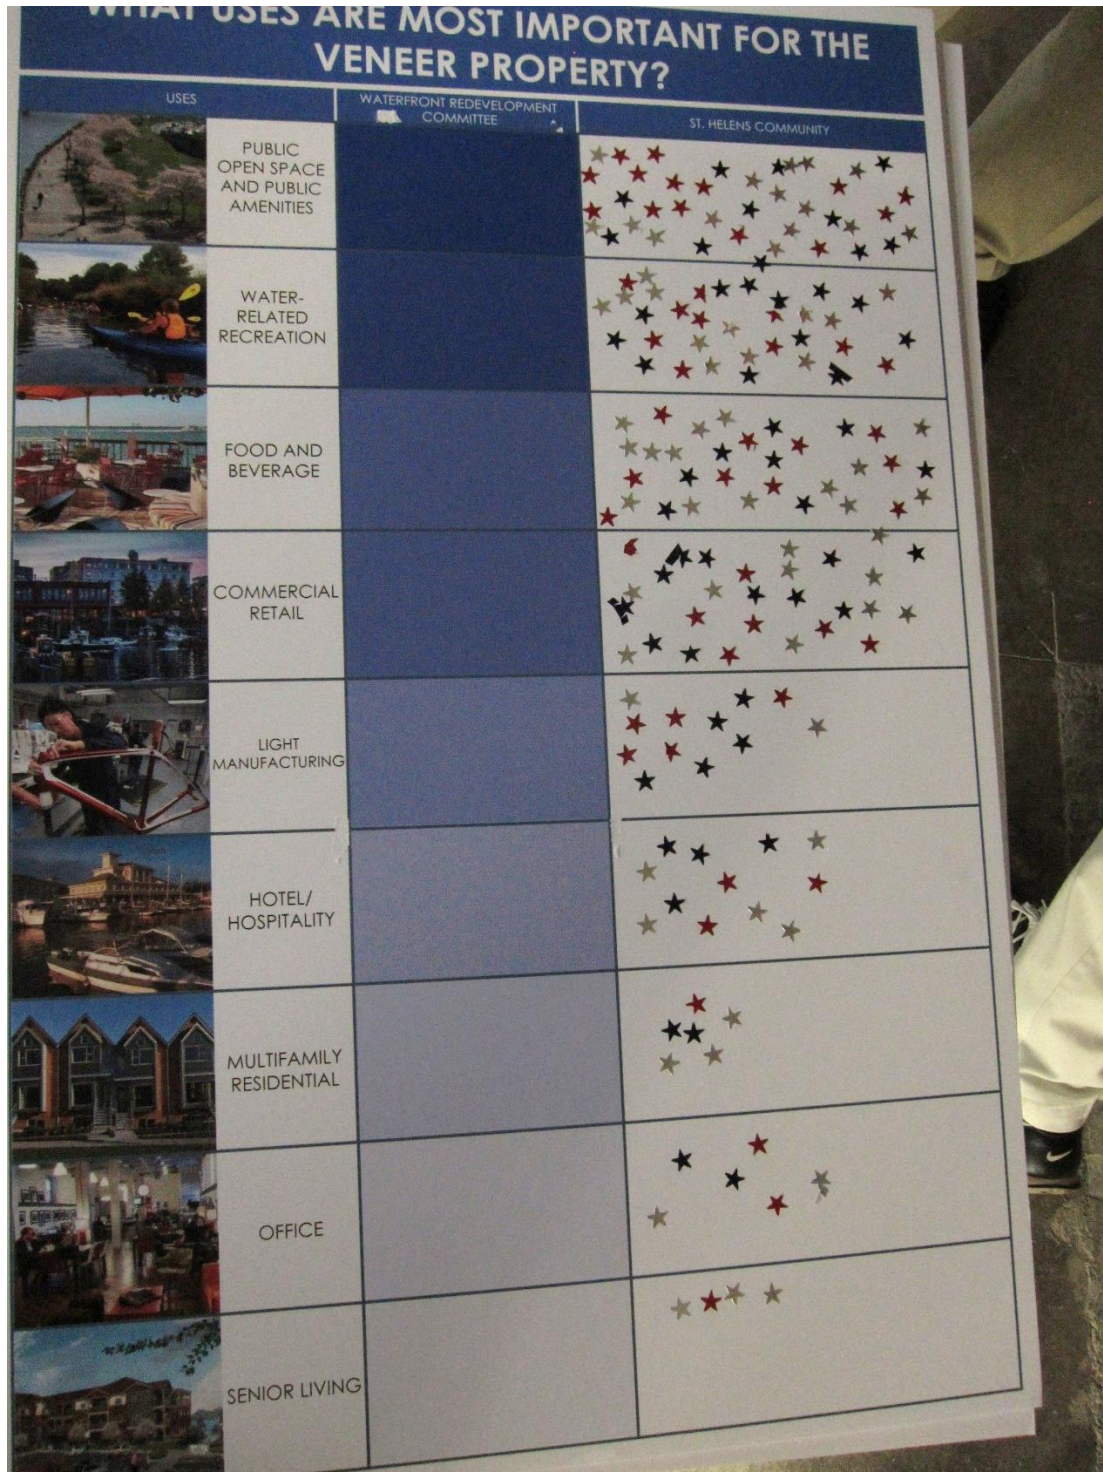 WHAT USES ARE MOST IMPORTANT FOR THE
VENEER PROPERTY?
USES
WATERFRONT REDEVELOPMENT
COMMITTEE
ST. HELENS COMMUNITY
PUBLIC
OPEN SPACE
AND PUBLIC
AMENITIES
WATER-
RELATED
RECREATION
FOOD AND
BEVERAGE
COMMERCIAL
RETAIL
LIGHT
MANUFACTURING
HOTEL/
HOSPITALITY
MULTIFAMILY
RESIDENTIAL
OFFICE
SENIOR LIVING